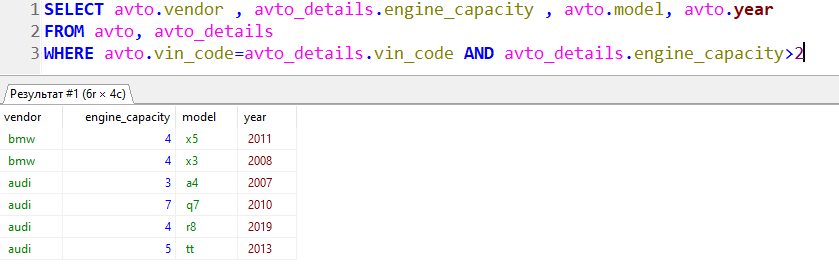 1 SELECT avto.vendor , avto_details.engine_capacity , avto.model, avto.year
2 FROM avto, avto_details
3 WHERE avto.vin_code=avto_details.vin_code AND avto_details.engine_capacity>2
Результат #1 (6r × 4c)
vendor engine_capacity model year
bmw 4 x5 2011
bmw 4 x3 2008
audi 3 a4 2007
audi 7 q7 2010
audi 4 r8 2019
audi 5 tt 2013